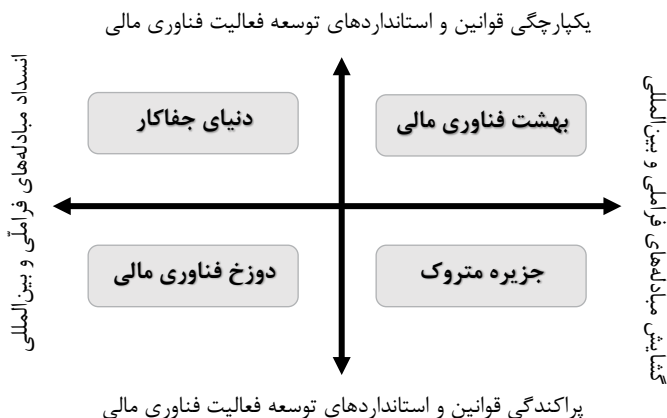 یکپارچگی قوانین و استانداردهای توسعه فعالیت فناوری مالی
گشایش مبادله‌های فراملی و بین‌المللی
بهشت فناوری مالی
دنیای جفاکار
انسداد مبادله‌های فراملّی و بین‌المللی
جزیره متروک
دوزخ فناوری مالی
پراکندگی قوانین و استانداردهای توسعه فعالیت فناوری مالی